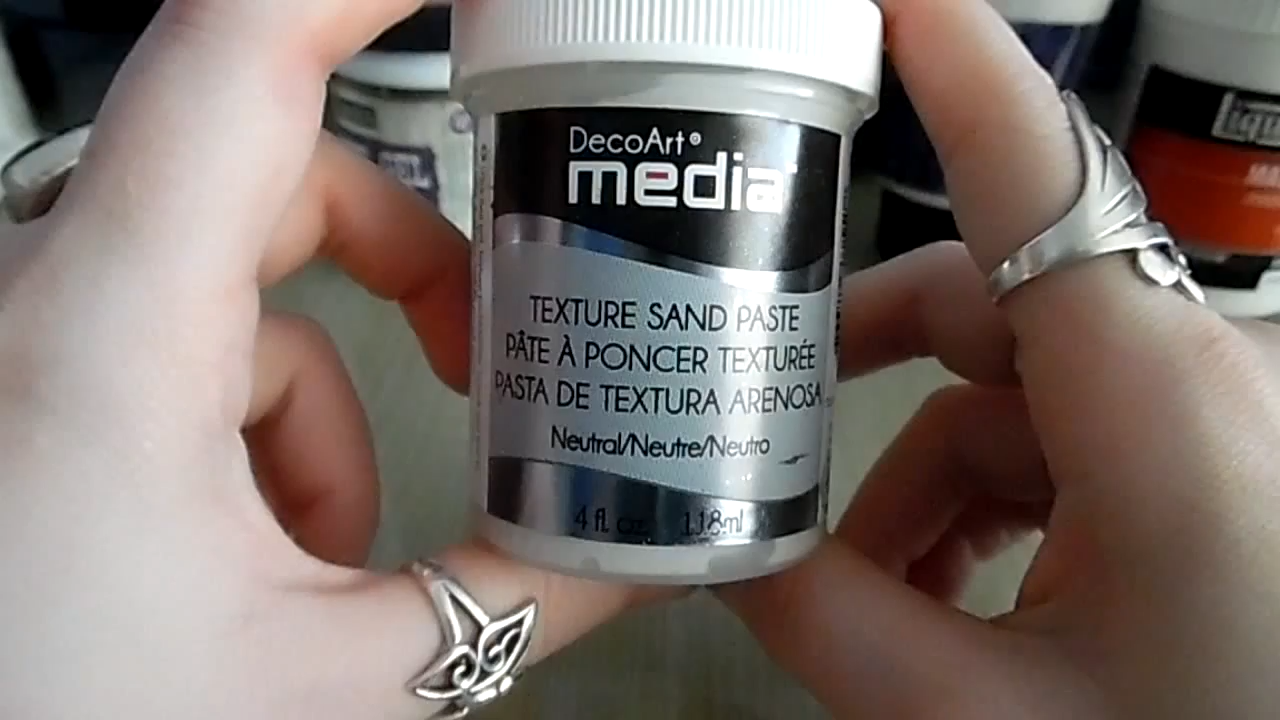 DecoArt®
media
TEXTURE SAND PASTE
PÂTE À PONCER TEXTURÉE
PASTA DE TEXTURA ARENOSA
Neutral/Neutre/Neutro
4 fl. oz. 118ml